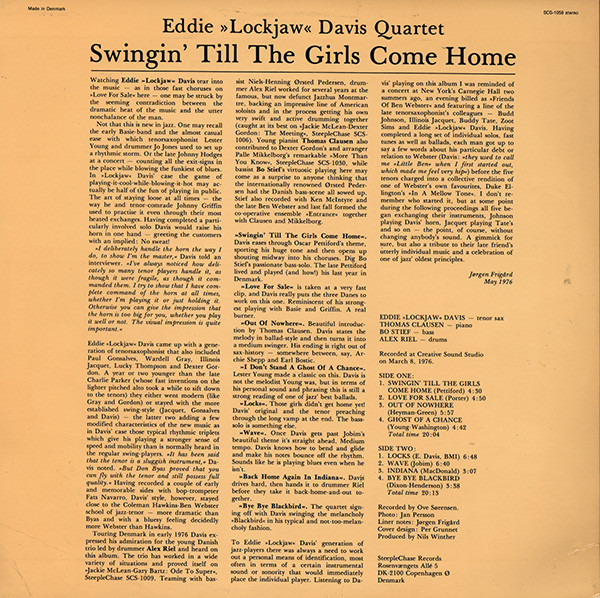 Made in Denmark
SCS-1058 stereo
Eddie »Lockjaw« Davis Quartet
Swingin' Till The Girls Come Home
Watching Eddie »Lockjaw« Davis tear into
the music — as in those fast choruses on
»Love For Sale« here — one may be struck by
the seeming contradiction between the
dramatic heat of the music and the utter
nonchalance of the man.
Not that this is new in jazz. One may recall
the early Basie-band and the almost casual
ease with which tenorsaxophonist Lester
Young and drummer Jo Jones used to set up
a rhythmic storm. Or the late Johnny Hodges
at a concert — counting all the exit-signs in
the place while blowing the funkiest of blues.
In »Lockjaw« Davis' case the game of
playing-it-cool-while-blowing-it-hot may ac-
tually be half of the fun of playing in public.
The art of staying loose at all times — the
way he and tenor-comrade Johnny Griffin
used to practise it even through their most
heated exchanges. Having completed a parti-
cularly involved solo Davis would raise his
horn in one hand — greeting the customers
with an implied: No sweat!
»I deliberately handle the horn the way I
do, to show I'm the master,« Davis told an
interviewer. »I've always noticed how deli-
cately so many tenor players handle it, as
though it were fragile, as though it com-
manded them. I try to show that I have com-
plete command of the horn at all times,
whether I'm playing it or just holding it.
Otherwise you can give the impression that
the horn is too big for you, whether you play
it well or not. The visual impression is quite
important.«
Eddie »Lockjaw« Davis came up with a gene-
ration of tenorsaxophonist that also included
Paul Gonsalves, Wardell Gray, Illinois
Jacquet, Lucky Thompson and Dexter Gor-
don. A year or two younger than the late
Charlie Parker (whose fast inventions on the
lighter pitched alto took a while to sift down
to the tenors) they either went modern (like
Gray and Gordon) or stayed with the more
established swing-style (Jacquet, Gonsalves
and Davis) — the latter two adding a few
modified characteristics of the new music as
in Davis' case those typical rhythmic triplets
which give his playing a stronger sense of
speed and mobility than is normally heard in
the regular swing-players. »It has been said
that the tenor is a sluggish instrument,« Da-
vis noted. »But Don Byas proved that you
can fly with the tenor and still posses full
quality.« Having recorded a couple of early
and memorable sides with bop-trompeter
Fats Navarro, Davis' style, however, stayed
close to the Coleman Hawkins-Ben Webster
school of jazz-tenor — more dramatic than
Byas and with a bluesy feeling decidedly
more Webster than Hawkins.
Touring Denmark in early 1976 Davis ex-
pressed his admiration for the young Danish
trio led by drummer Alex Riel and heard on
this album. The trio has worked in a wide
variety of situations and proved itself on
»Jackie McLean-Gary Bartz: Ode To Super«,
SteepleChase SCS-1009. Teaming with bas-
sist Niels-Henning Ørsted Pedersen, drum-
mer Alex Riel worked for several years at the
famous, but now defunct Jazzhus Montmar-
tre, backing an impressive line of American
soloists and in the process getting his own
very swift and active drumming together
(caught at its best on »Jackie McLean-Dexter
Gordon: The Meeting«, SteepleChase SCS-
1006). Young pianist Thomas Clausen also
contributed to Dexter Gordon's and arranger
Palle Mikkelborg's remarkable »More Than
You Know«, SteepleChase SCS-1030, while
bassist Bo Stief's virtuotic playing here may
come as a surprise to anyone thinking that
the internationally renowned Ørsted Peder-
sen had the Danish bass-scene all sowed up.
Stief also recorded with Ken McIntyre and
the late Ben Webster and last fall formed the
co-operative ensemble »Entrance« together
with Clausen and Mikkelborg.
»Swingin' Till The Girls Come Home«.
Davis eases through Oscar Pettiford's theme,
sporting his huge tone and then opens up
shouting midway into his choruses. Dig Bo
Stief's passionate bass-solo. The late Pettiford
lived and played (and how!) his last year in
Denmark.
»Love For Sale« is taken at a very fast
clip, and Davis really puts the three Danes to
work on this one. Reminiscent of his strong-
est playing with Basie and Griffin. A real
burner.
»Out Of Nowhere«. Beautiful introduction
by Thomas Clausen. Davis states the
melody in ballad-style and then turns it into
a medium swinger. His ending is right out of
sax-history — somewhere between, say, Ar-
chie Shepp and Earl Bostic.
»I Don't Stand A Ghost Of A Chance«.
Lester Young made a classic on this. Davis is
not the melodist Young was, but in terms of
his personal sound and phrasing this is still a
strong reading of one of jazz' best ballads.
»Locks«. Those girls didn't get home yet!
Davis' original and the tenor preaching
through the long vamp at the end. The bass-
solo is something else.
»Wave«. Once Davis gets past Jobim's
beautiful theme it's straight ahead. Medium
tempo. Davis knows how to bend and glide
and make his notes bounce off the rhythm.
Sounds like he is playing blues even when he
isn't.
»Back Home Again In Indiana«. Davis
drives hard, then hands it to drummer Riel
before they take it back-home-and-out to-
gether.
»Bye Bye Blackbird«. The quartet sign-
ing off with Davis swinging the melancholy
»Blackbird« in his typical and not-too-melan-
choly fashion.
To Eddie »Lockjaw« Davis' generation of
jazz-players there was always a need to work
out a personal means of identification, most
often in terms of a certain instrumental
sound or sonority that would immediately
place the individual player. Listening to Da-
vis' playing on this album I was reminded of
a concert at New York's Carnegie Hall two
summers ago, an evening billed as »Friends
Of Ben Webster« and featuring a line of the
late tenorsaxophonist's colleagues — Budd
Johnson, Illinois Jacquet, Buddy Tate, Zoot
Sims and Eddie »Lockjaw« Davis. Having
completed a long set of individual solos, fast
tunes as well as ballads, each man got up to
say a few words about his particular debt or
relation to Webster (Davis: »they used to call
me »Little Ben« when I first started out,
which made me feel very hip«) before the five
tenors charged into a collective rendition of
one of Webster's own favourites, Duke El-
lington's »In A Mellow Tone«. I don't re-
member who started it, but at some point
during the following proceedings all five be-
gan exchanging their instruments, Johnson
playing Davis' horn, Jacquet playing Tate's
and so on — the point, of course, without
changing anybody's sound. A gimmick for
sure, but also a tribute to their late friend's
utterly individual music and a celebration of
one of jazz' oldest principles.
Jørgen Frigård
May 1976
EDDIE »LOCKJAW« DAVIS — tenor sax
THOMAS CLAUSEN — piano
BO STIEF — bass
ALEX RIEL — drums
Recorded at Creative Sound Studio
on March 8, 1976.
SIDE ONE:
1. SWINGIN' TILL THE GIRLS
COME HOME (Pettiford) 4:50
2. LOVE FOR SALE (Porter) 4:50
3. OUT OF NOWHERE
(Heyman-Green) 5:57
4. GHOST OF A CHANCE
(Young Washington) 4:42
Total time 20:04
SIDE TWO:
1. LOCKS (E. Davis, BMI) 6:48
2. WAVE (Jobim) 6:40
3. INDIANA (MacDonald) 3:07
4. BYE BYE BLACKBIRD
(Dixon-Henderson) 3:38
Total time 20:13
Recorded by Ove Sørensen.
Photo: Jan Persson
Liner notes: Jørgen Frigård
Cover design: Per Grunnet
Produced by Nils Winther
SteepleChase Records
Rosenvængets Allé 5
DK-2100 Copenhagen Ø
Denmark